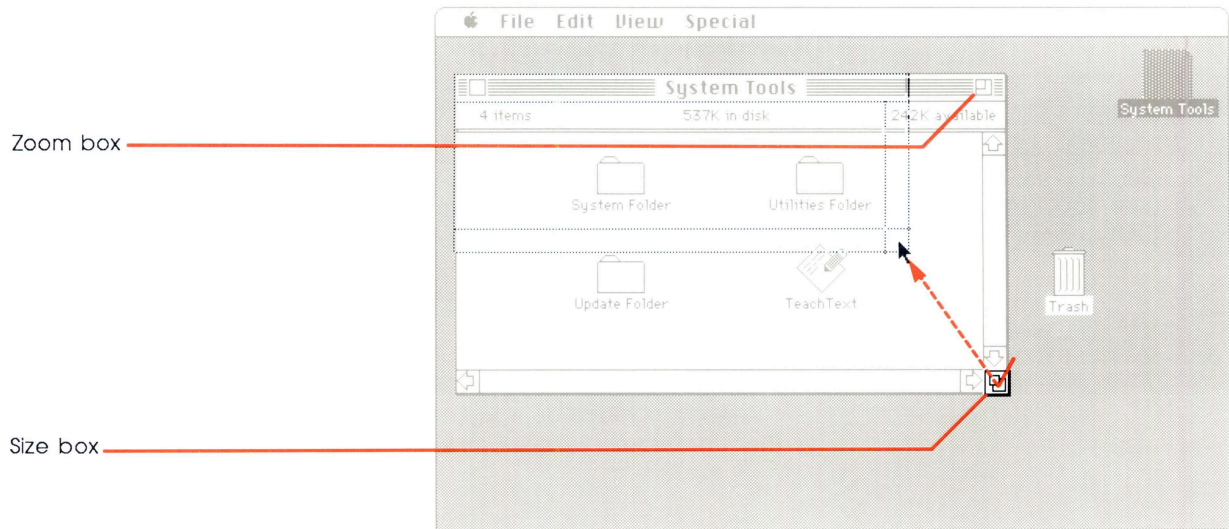 File Edit View Special
System Tools
4 items 537K in disk 242K available
System Tools
Zoom box
System Folder Utilities Folder
Update Folder TeachText
Trash
Size box